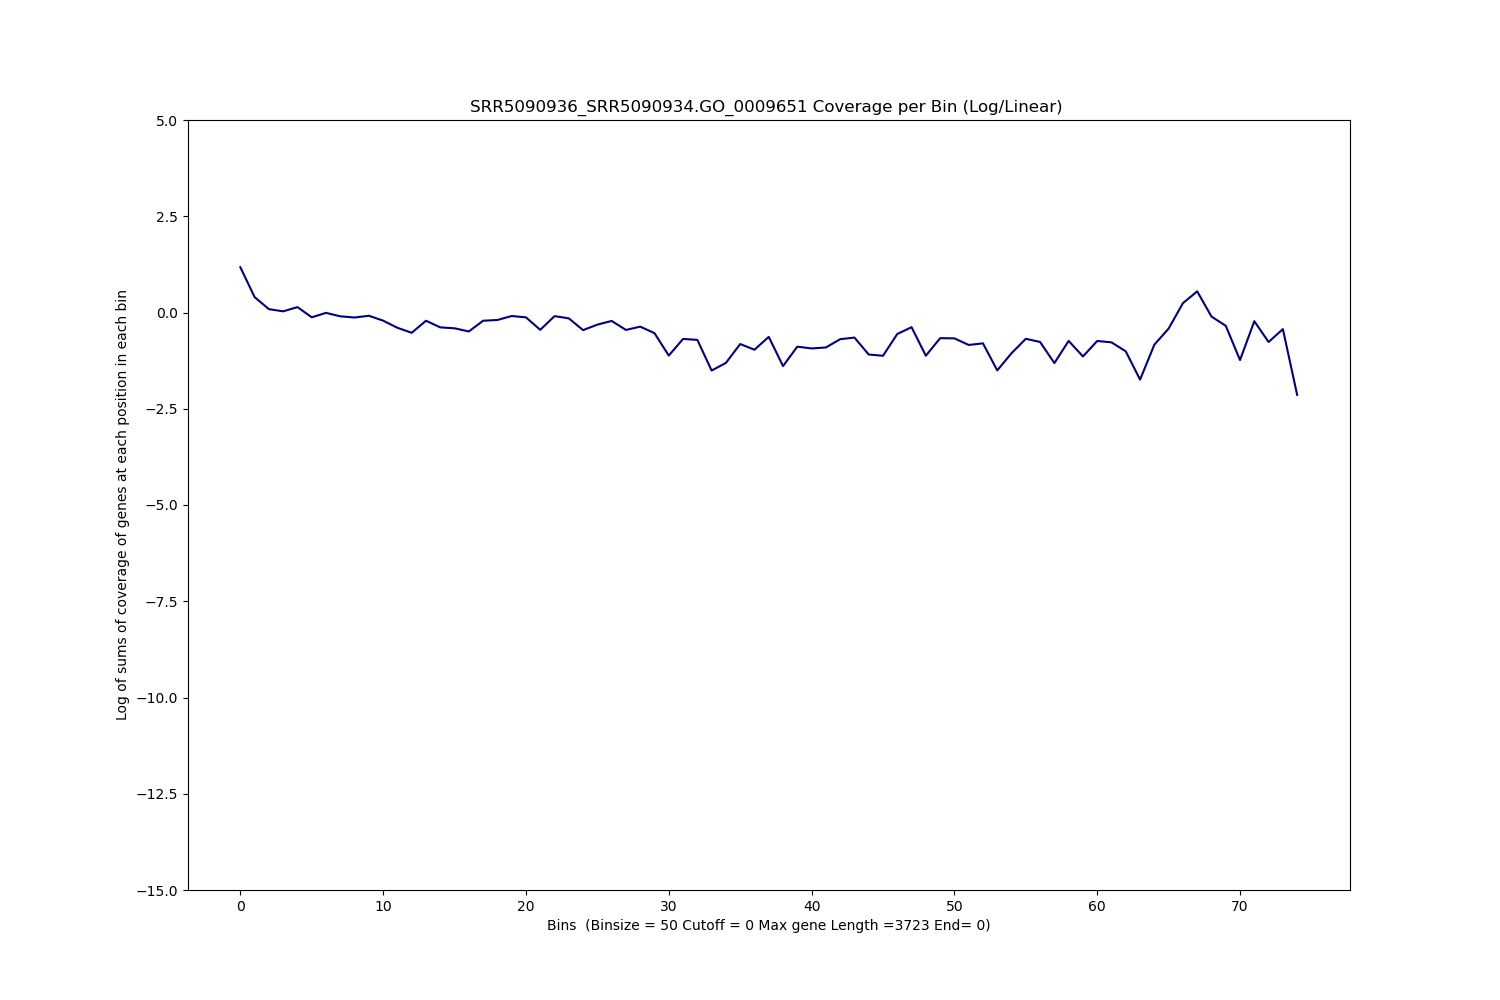 SRR5090936_SRR5090934.GO_0009651 Coverage per Bin (Log/Linear)
Log of sums of coverage of genes at each position in each bin
5.0
2.5
0.0
−2.5
−5.0
−7.5
−10.0
−12.5
−15.0
0 10 20 30 40 50 60 70
Bins  (Binsize = 50 Cutoff = 0 Max gene Length =3723 End= 0)